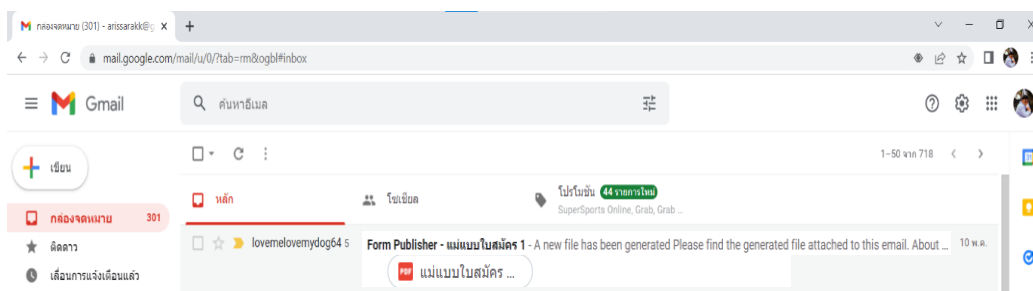 กล่องจดหมาย (301) - arissarakk@g
mail.google.com/mail/u/0/?tab=rm&ogbl#inbox
Gmail
ค้นหาอีเมล
เขียน
1–50 จาก 718
หลัก
โซเชียล
โปรโมชัน 44 รายการใหม่
SuperSports Online, Grab, Grab ...
กล่องจดหมาย 301
lovemelovemydog64 5 Form Publisher - แม่แบบใบสมัคร 1 - A new file has been generated Please find the generated file attached to this email. About ... 10 พ.ค.
ติดดาว
PDF แม่แบบใบสมัคร ...
เลื่อนการแจ้งเตือนแล้ว